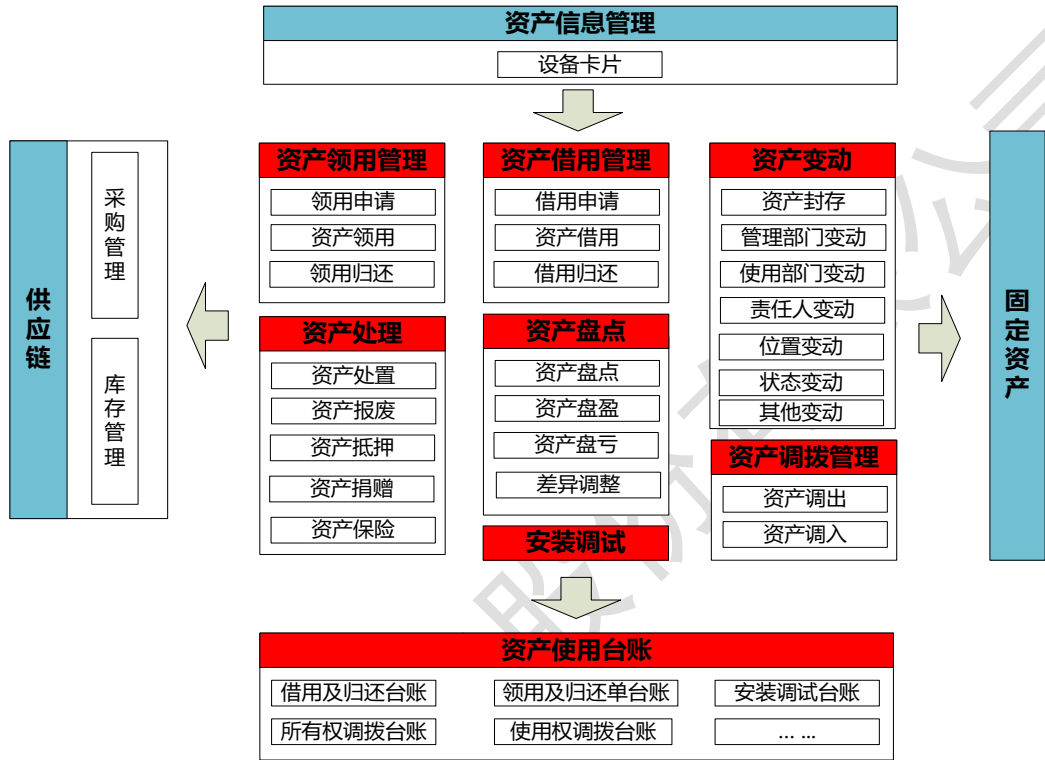 资产信息管理
设备卡片
供应链
采购管理
库存管理
资产领用管理
领用申请
资产领用
领用归还
资产处理
资产处置
资产报废
资产抵押
资产捐赠
资产保险
资产借用管理
借用申请
资产借用
借用归还
资产盘点
资产盘点
资产盘盈
资产盘亏
差异调整
安装调试
资产变动
资产封存
管理部门变动
使用部门变动
责任人变动
位置变动
状态变动
其他变动
资产调拨管理
资产调出
资产调入
固定资产
资产使用台账
借用及归还台账
领用及归还单台账
安装调试台账
所有权调拨台账
使用权调拨台账
... ...
股份有限公司